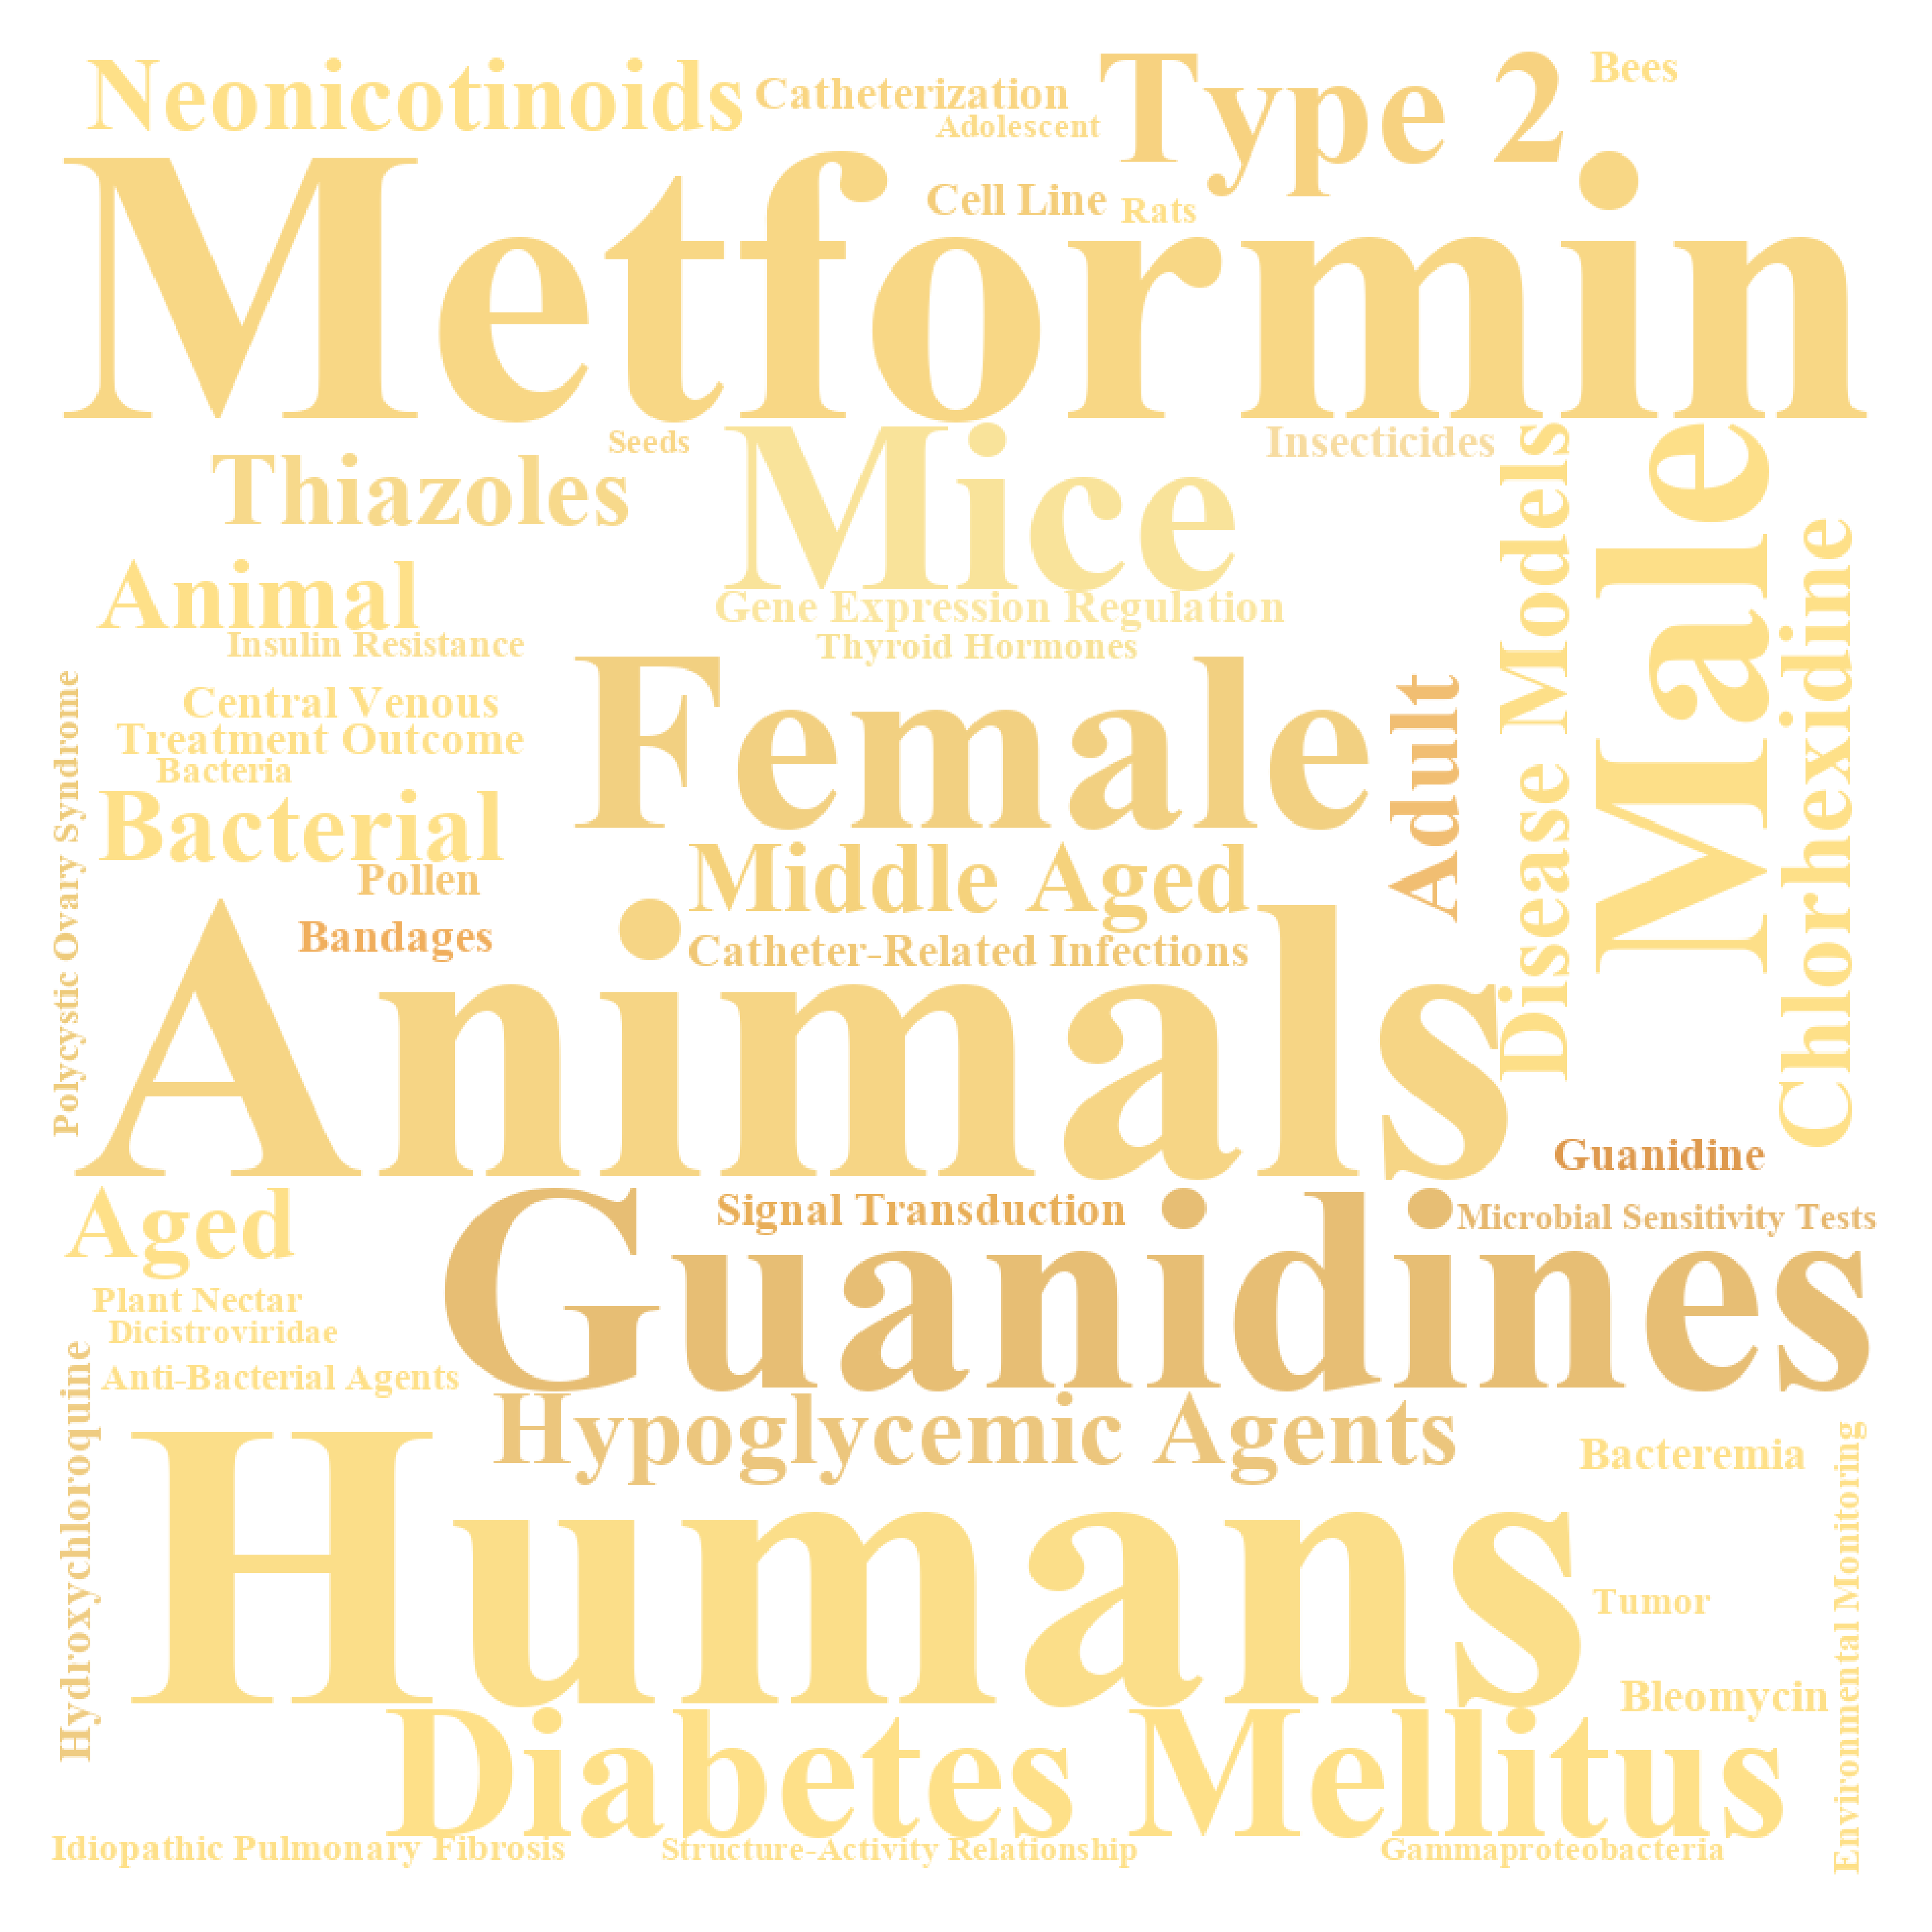 Neonicotinoids
Catheterization
Adolescent
Type 2
Bees
Cell Line
Rats
Metformin
Seeds
Thiazoles
Mice
Insecticides
Animal
Insulin Resistance
Gene Expression Regulation
Thyroid Hormones
Disease Models
Male
Chlorhexidine
Polycystic Ovary Syndrome
Central Venous
Treatment Outcome
Bacteria
Bacterial
Female
Adult
Pollen
Bandages
Middle Aged
Catheter-Related Infections
Animals
Guanidine
Aged
Signal Transduction
Microbial Sensitivity Tests
Guanidines
Plant Nectar
Dicistroviridae
Anti-Bacterial Agents
Hydroxychloroquine
Hypoglycemic Agents
Bacteremia
Environmental Monitoring
Humans
Tumor
Bleomycin
Diabetes Mellitus
Idiopathic Pulmonary Fibrosis
Structure-Activity Relationship
Gammaproteobacteria